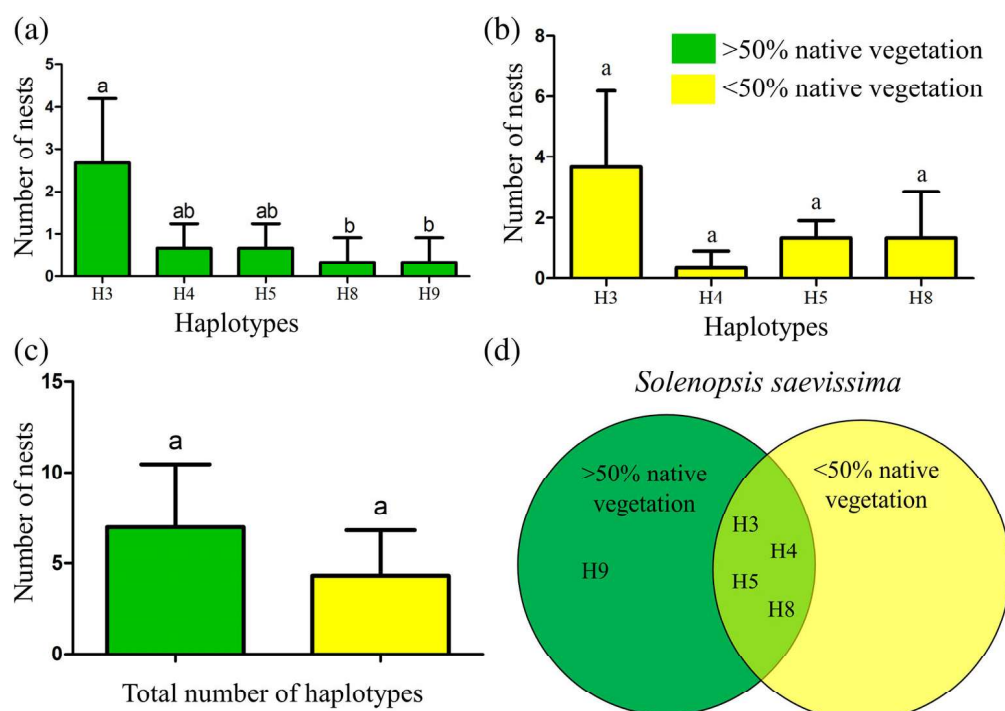 (a)
Number of nests
5
4
3
2
1
0
a
ab
ab
b
b
H3
H4
H5
H8
H9
Haplotypes
(b)
Number of nests
8
6
4
2
0
a
a
a
a
H3
H4
H5
H8
Haplotypes
>50% native vegetation
<50% native vegetation
(c)
Number of nests
15
10
5
0
a
a
Total number of haplotypes
(d)
Solenopsis saevissima
>50% native
vegetation
<50% native
vegetation
H9
H3
H4
H5
H8